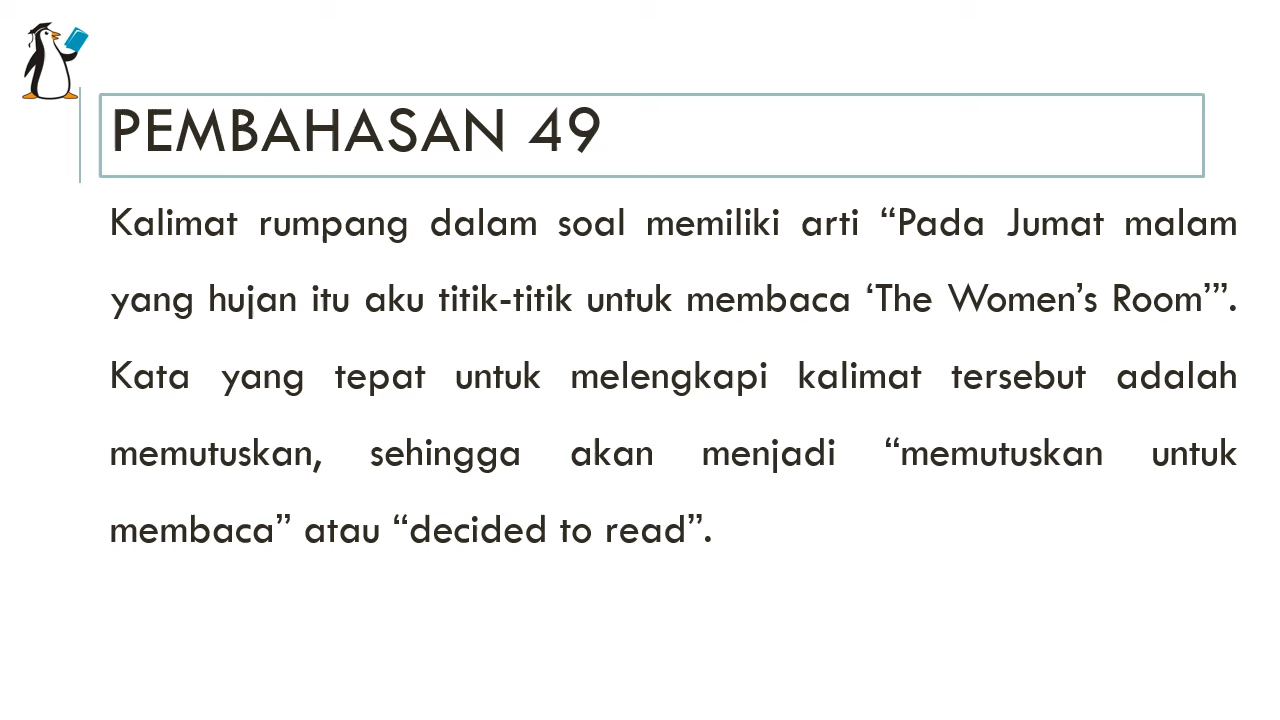 PEMBAHASAN 49
Kalimat rumpang dalam soal memiliki arti “Pada Jumat malam
yang hujan itu aku titik-titik untuk membaca ‘The Women’s Room’”.
Kata yang tepat untuk melengkapi kalimat tersebut adalah
memutuskan, sehingga akan menjadi “memutuskan untuk
membaca” atau “decided to read”.